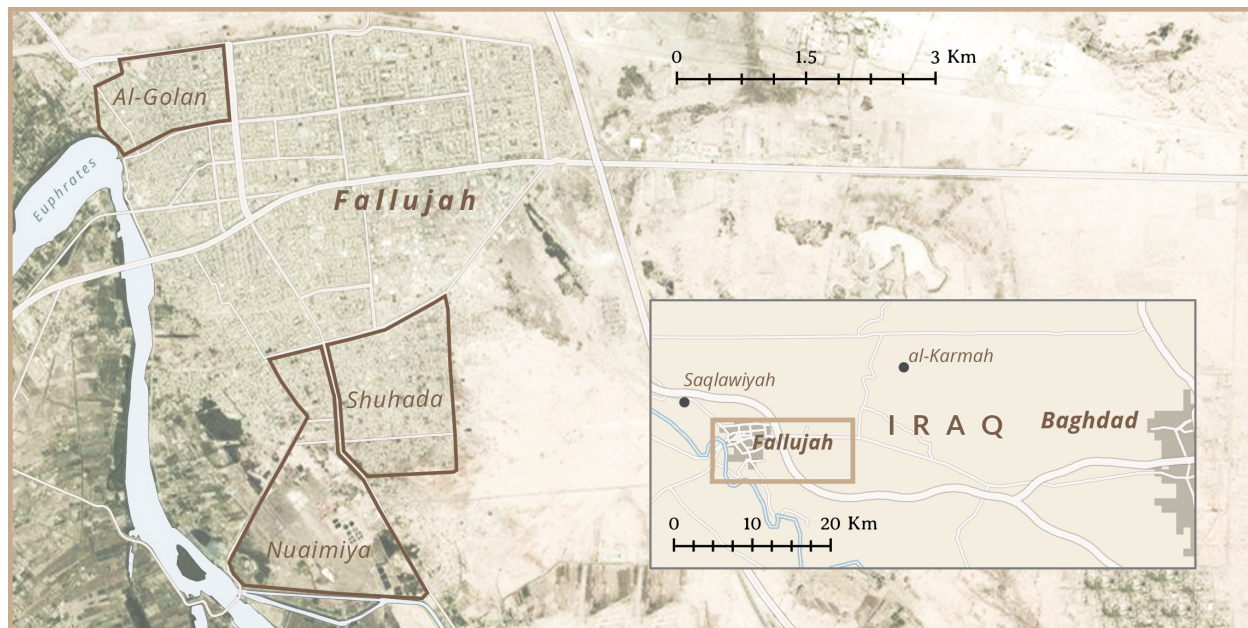 0 1.5 3 Km
Al-Golan
Euphrates
Fallujah
Shuhada
Nuaimiya
al-Karmah
Saqlawiyah
IRAQ
Baghdad
Fallujah
0 10 20 Km